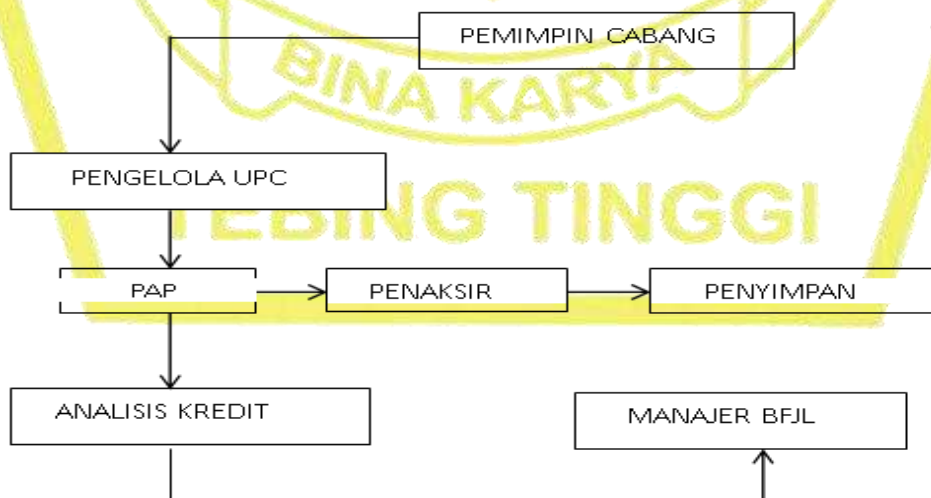 PEMIMPIN CABANG
BINA KARYA
PENGELOLA UPC
TEBING TINGGI
PAP
PENAKSIR
PENYIMPAN
ANALISIS KREDIT
MANAJER BFJL